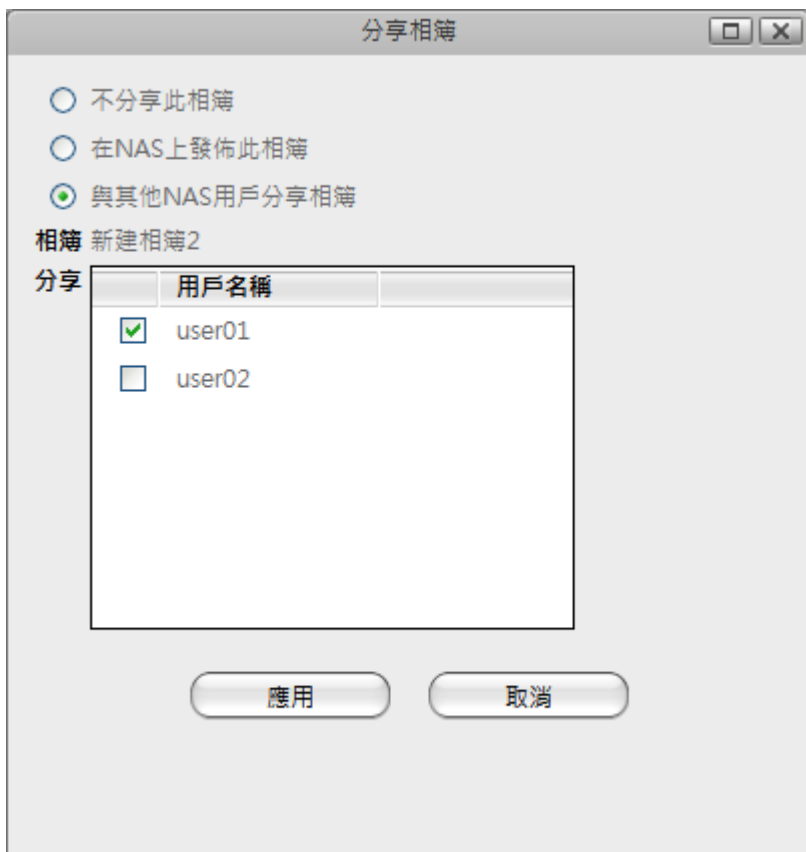 分享相簿
不分享此相簿
在NAS上發佈此相簿
與其他NAS用戶分享相簿
相簿 新建相簿2
分享
用戶名稱
user01
user02
應用 取消